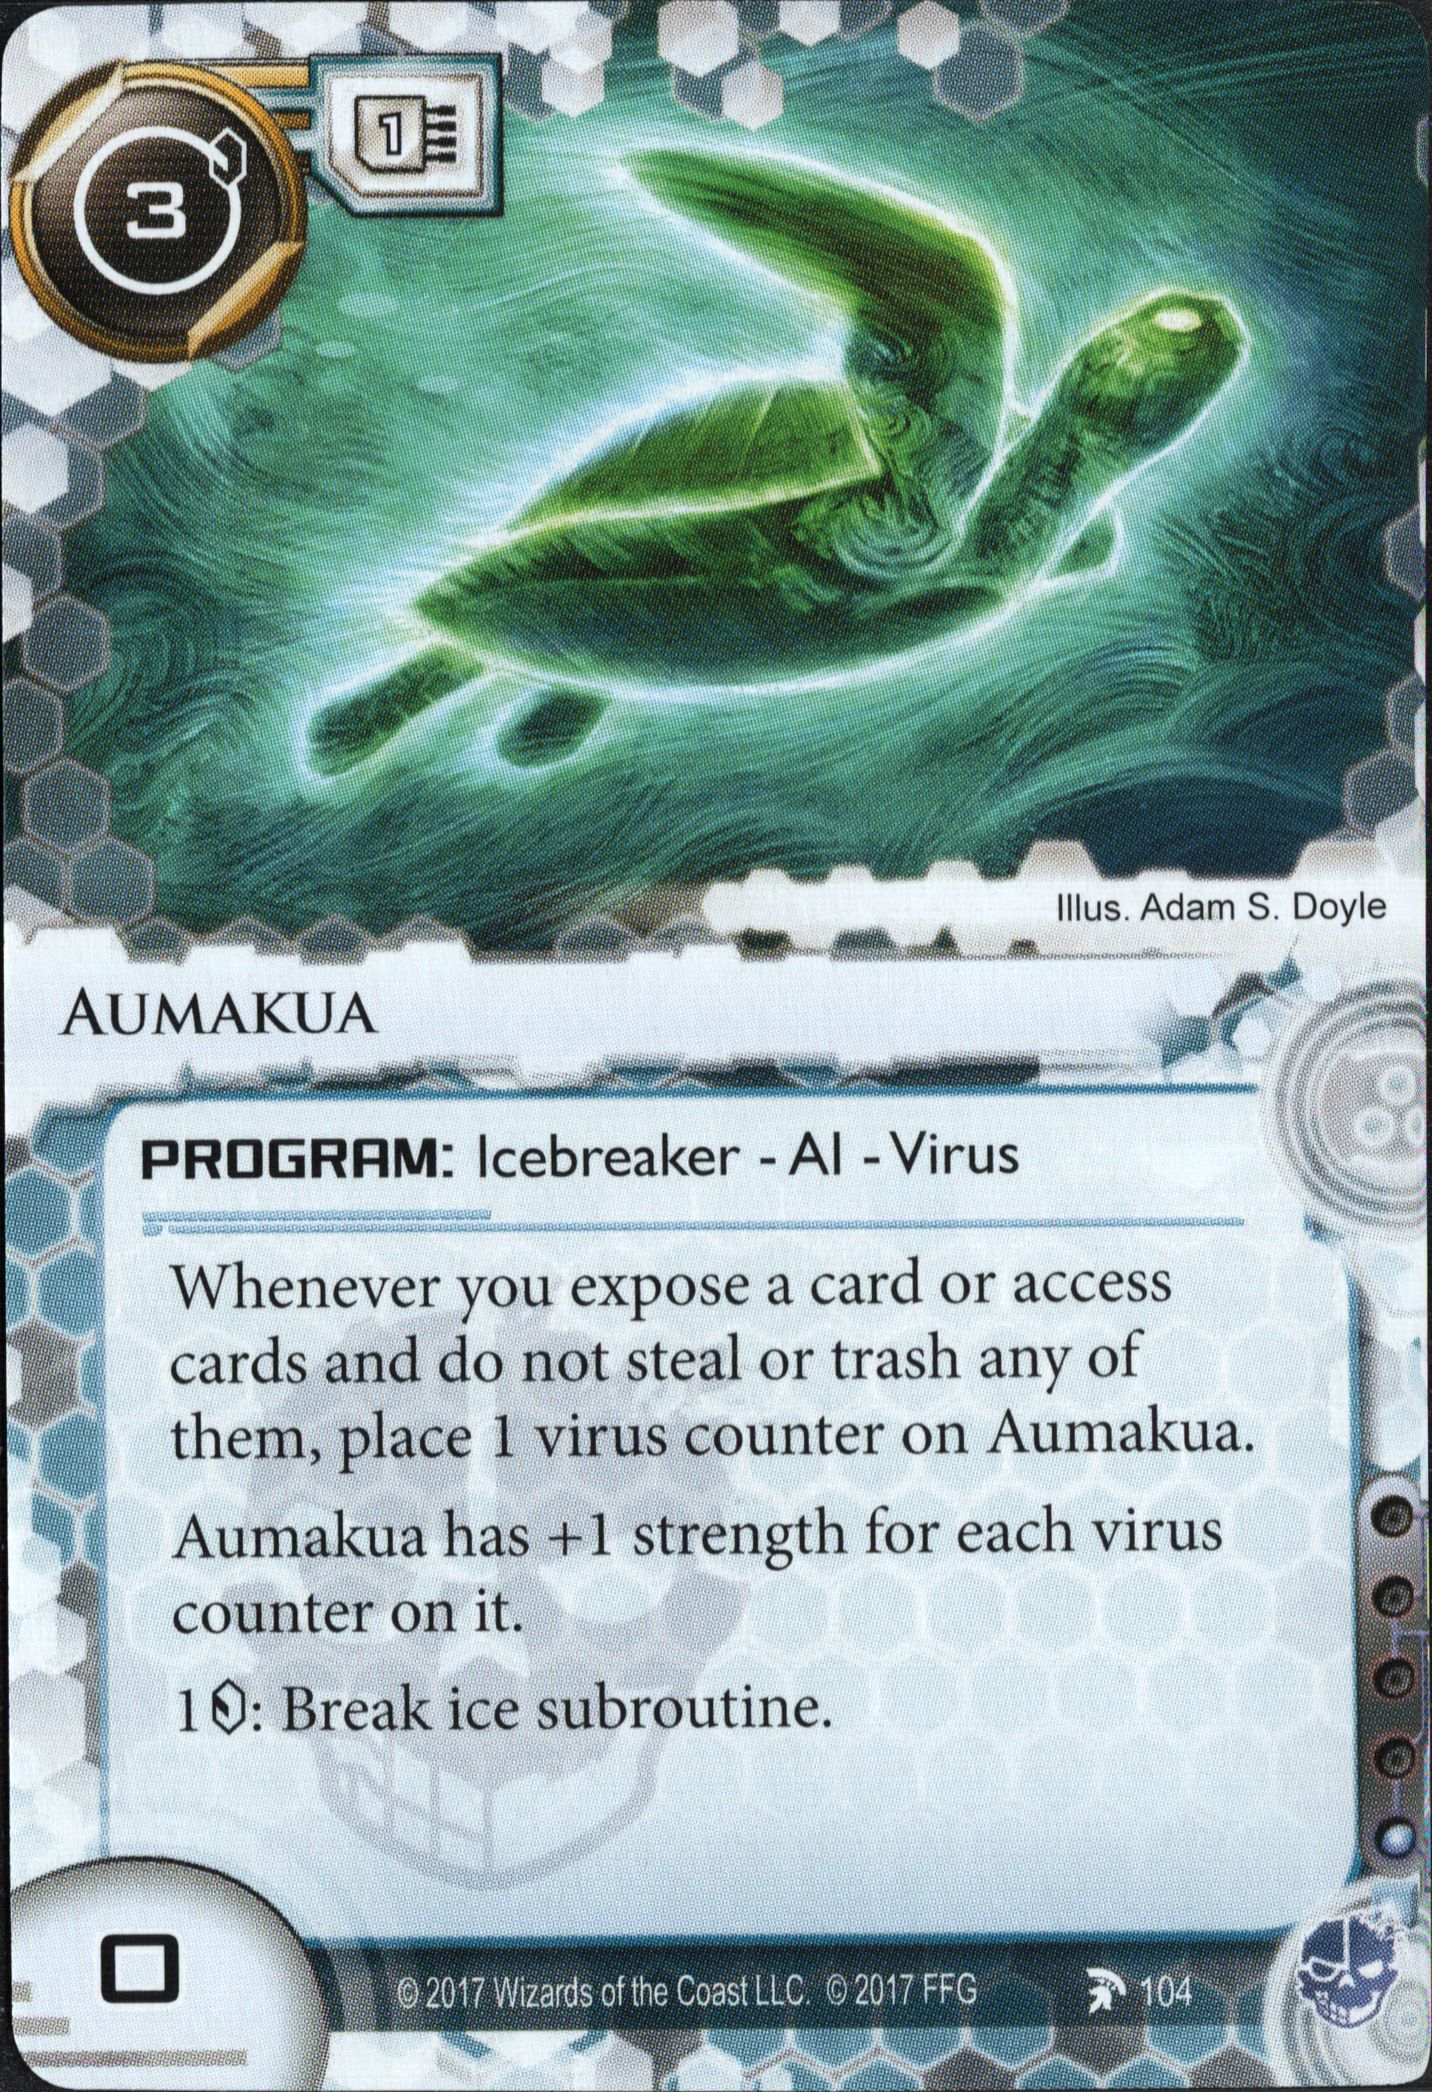 3
1
Illus. Adam S. Doyle
AUMAKUA
PROGRAM: Icebreaker - AI - Virus
Whenever you expose a card or access
cards and do not steal or trash any of
them, place 1 virus counter on Aumakua.
Aumakua has +1 strength for each virus
counter on it.
1: Break ice subroutine.
0
© 2017 Wizards of the Coast LLC. © 2017 FFG
104